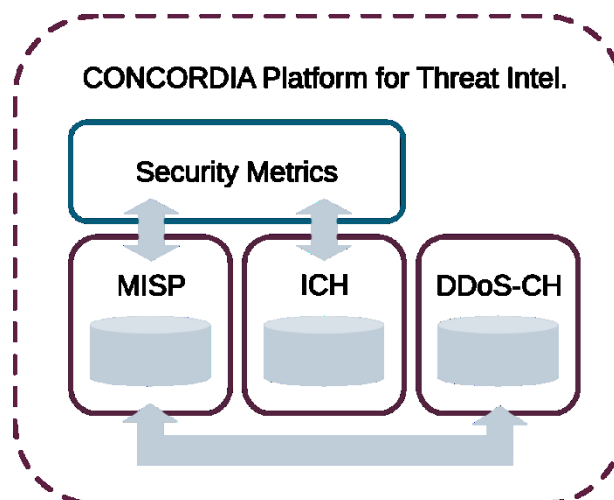 CONCORDIA Platform for Threat Intel.
Security Metrics
MISP
ICH
DDoS-CH